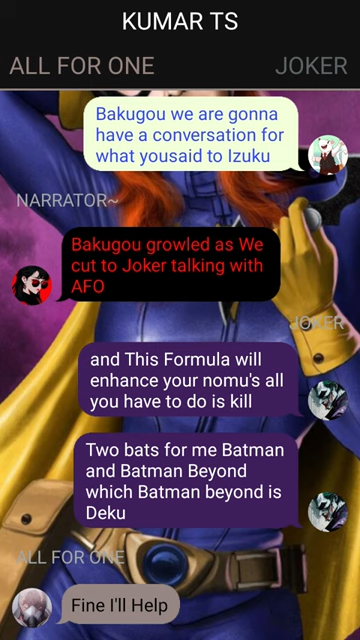 KUMAR TS
ALL FOR ONE
JOKER
Bakugou we are gonna
have a conversation for
what yousaid to Izuku
NARRATOR~
Bakugou growled as We
cut to Joker talking with
AFO
JOKER
and This Formula will
enhance your nomu's all
you have to do is kill
Two bats for me Batman
and Batman Beyond
which Batman beyond is
Deku
ALL FOR ONE
Fine I'll Help